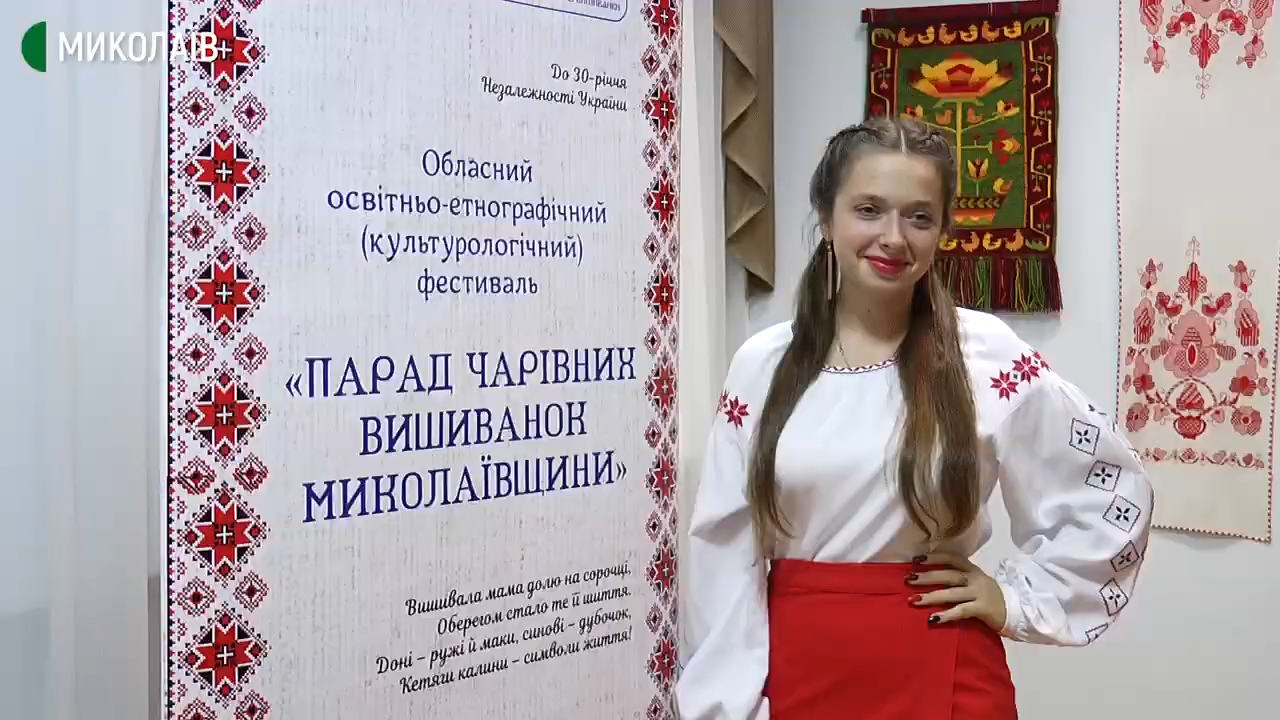 МИКОЛАЇВ
До 30-річчя
Незалежності України
Обласний
освітньо-етнографічний
(культурологічний)
фестиваль
«ПАРАД ЧАРІВНИХ
ВИШИВАНОК
МИКОЛАЇВЩИНИ»
Вишивала мама долю на сорочці,
Оберегом стало те її шиття.
Доні – ружі й маки, синові – дубочок,
Кетяги калини – символи життя!